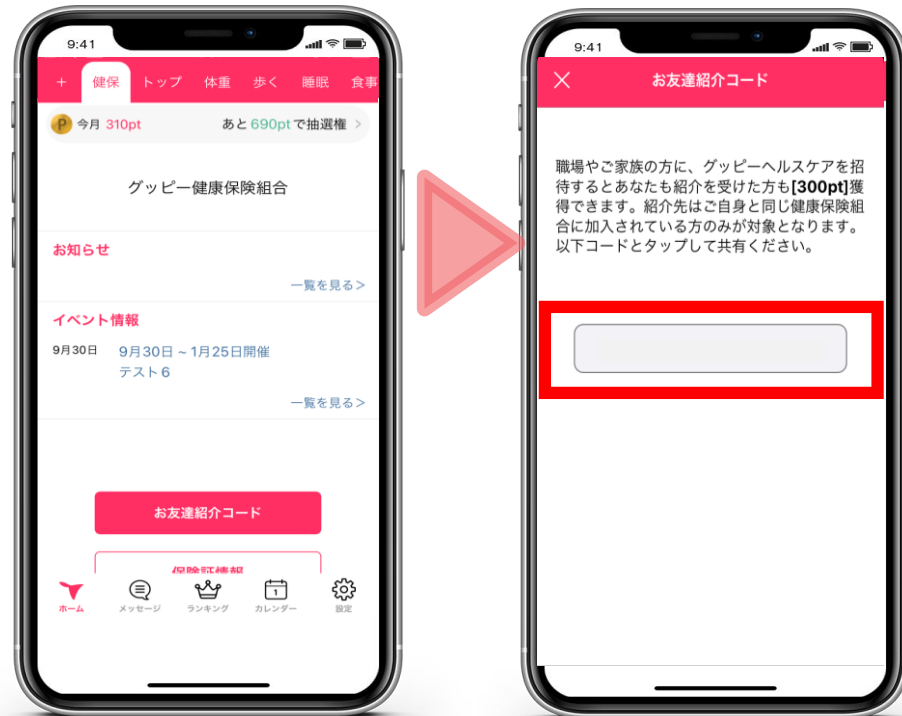 9:41
+ 健保 トップ 体重 歩く 睡眠 食事
P 今月 310pt あと 690pt で抽選権 >
グッピー健康保険組合
お知らせ
一覧を見る>
イベント情報
9月30日 9月30日 ~ 1月25日開催
テスト6
一覧を見る>
お友達紹介コード
保険証情報
ホーム メッセージ ランキング 1 カレンダー 設定
9:41
× お友達紹介コード
職場やご家族の方に、グッピーヘルスケアを招
待するとあなたも紹介を受けた方も[300pt]獲
得できます。紹介先はご自身と同じ健康保険組
合に加入されている方のみが対象となります。
以下コードとタップして共有ください。